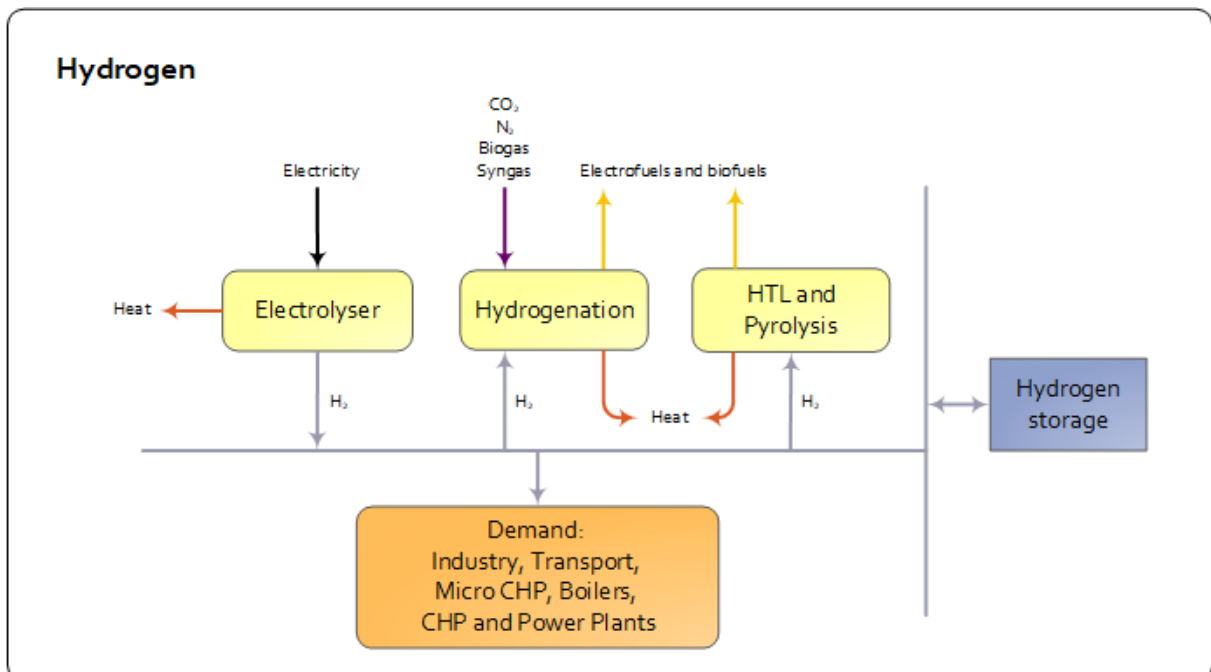 Hydrogen
CO₂
N₂
Biogas
Syngas
Electricity
Electrofuels and biofuels
Heat
Electrolyser
Hydrogenation
HTL and
Pyrolysis
H₂
H₂
Heat
H₂
Hydrogen
storage
Demand:
Industry, Transport,
Micro CHP, Boilers,
CHP and Power Plants